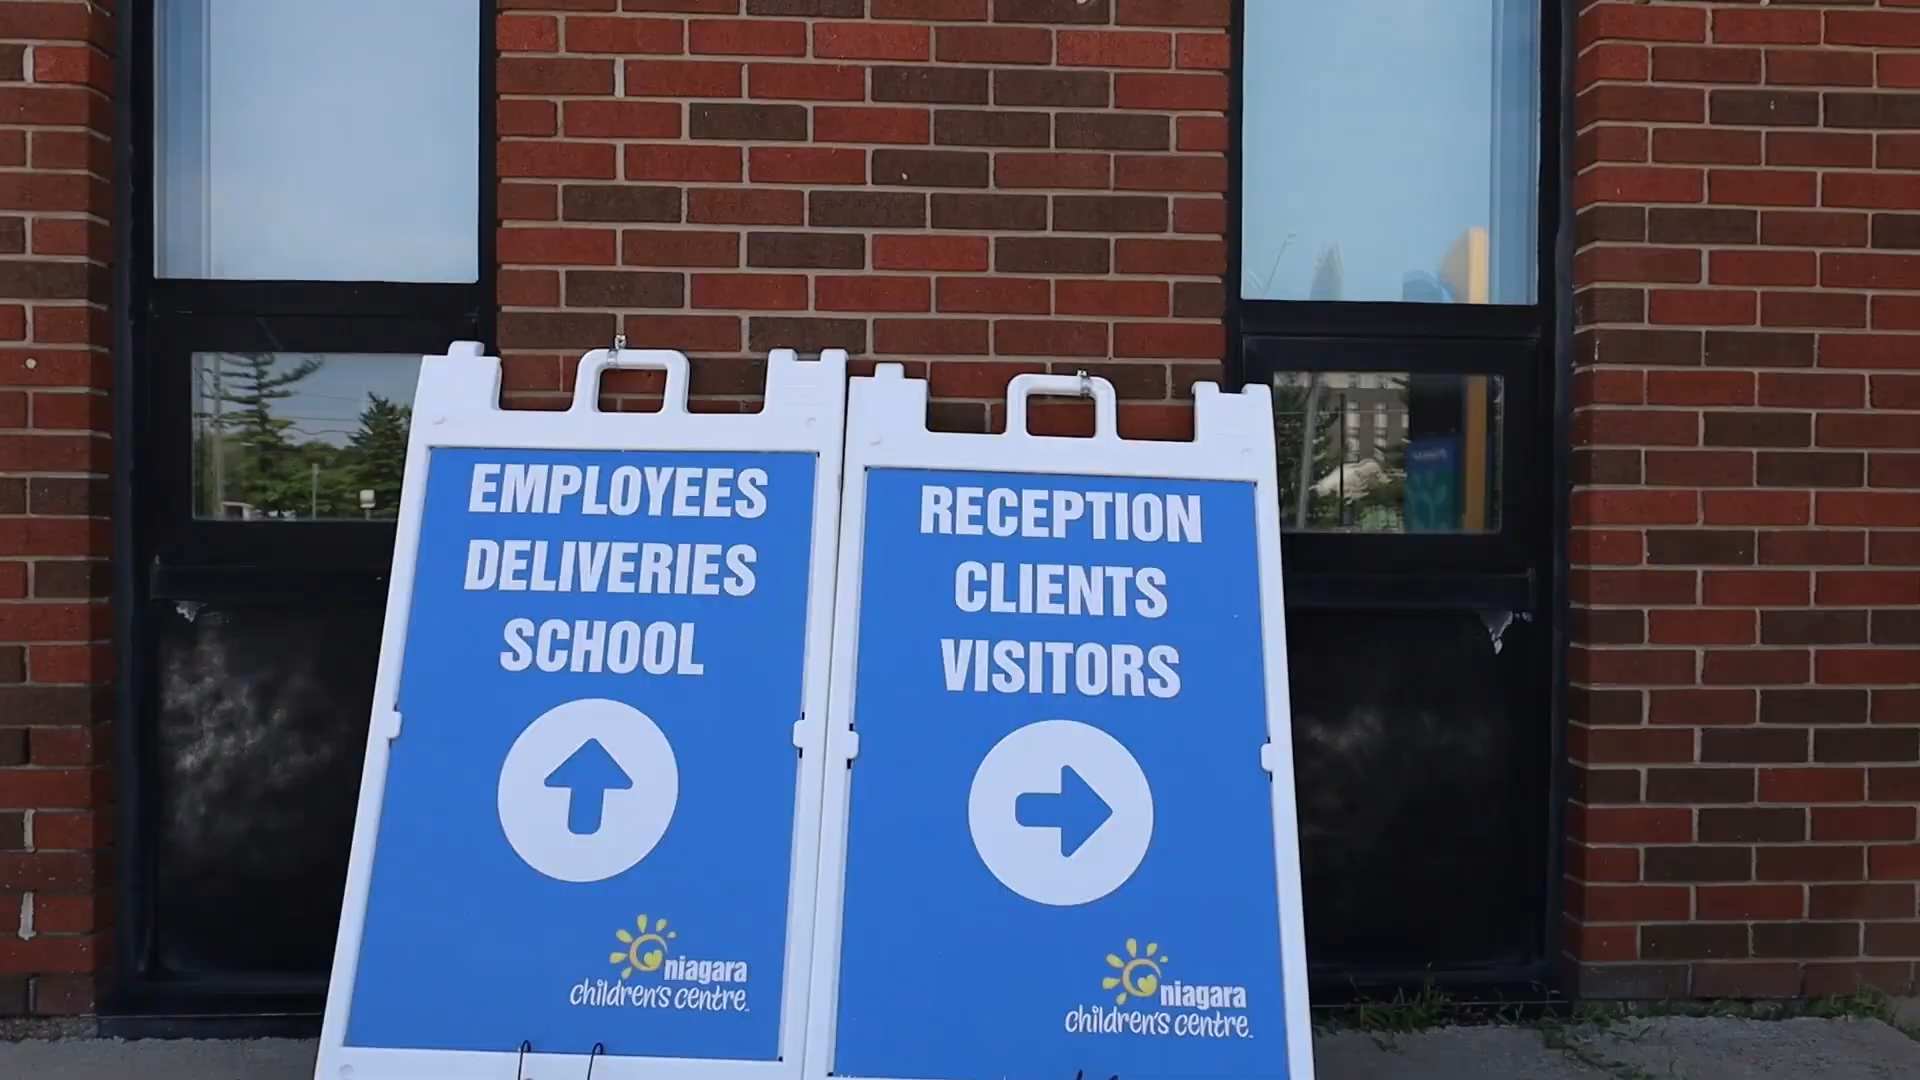 EMPLOYEES
DELIVERIES
SCHOOL
niagara
children's centre
RECEPTION
CLIENTS
VISITORS
niagara
children's centre